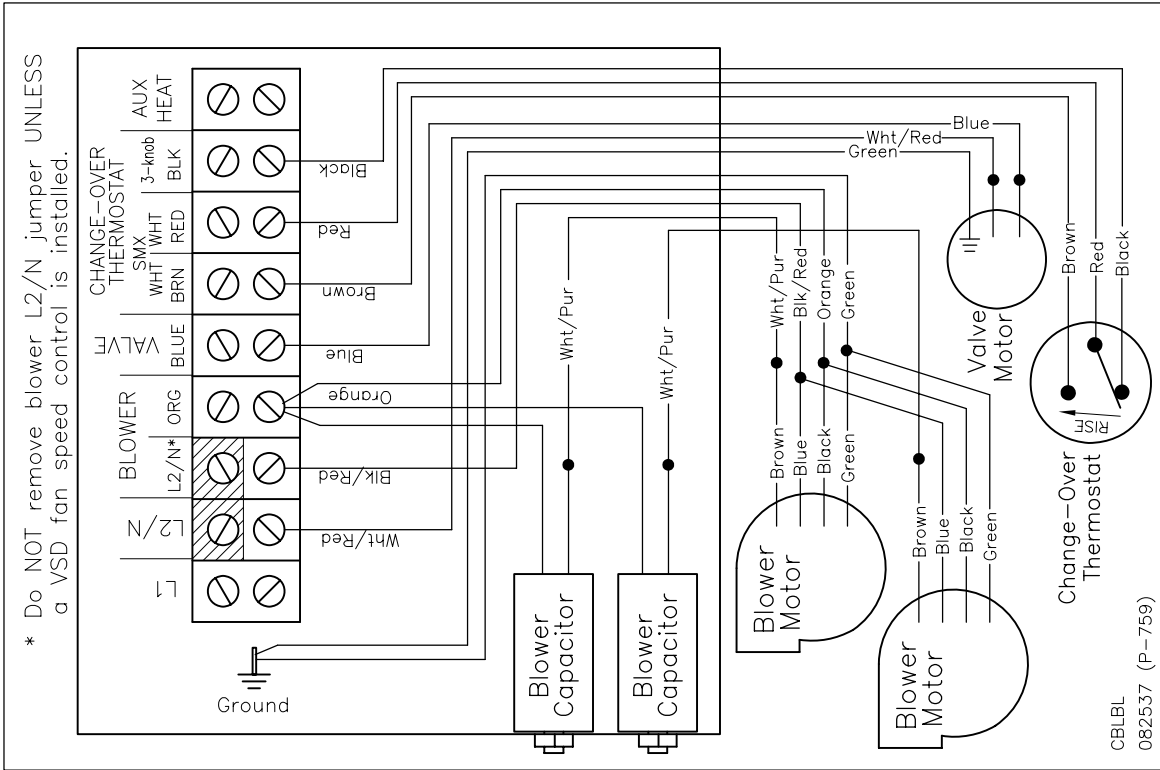 * Do NOT remove blower L2/N jumper UNLESS
a VSD fan speed control is installed.
AUX
HEAT
CHANGE-OVER
THERMOSTAT
3-knob
BLK
SMX
WHT
RED
WHT
BRN
VALVE
BLUE
BLOWER
ORG
L2/N*
L2/N
L1
Black
Red
Brown
Blue
Orange
Blk/Red
Wht/Red
Ground
Blue
Wht/Red
Green
Wht/Pur
Wht/Pur
Wht/Pur
Blk/Red
Orange
Green
Brown
Blue
Black
Green
Brown
Blue
Black
Green
Brown
Red
Black
Valve
Motor
RISE
Change-Over
Thermostat
Blower
Capacitor
Blower
Capacitor
Blower
Motor
Blower
Motor
CBLBL
082537 (P-759)